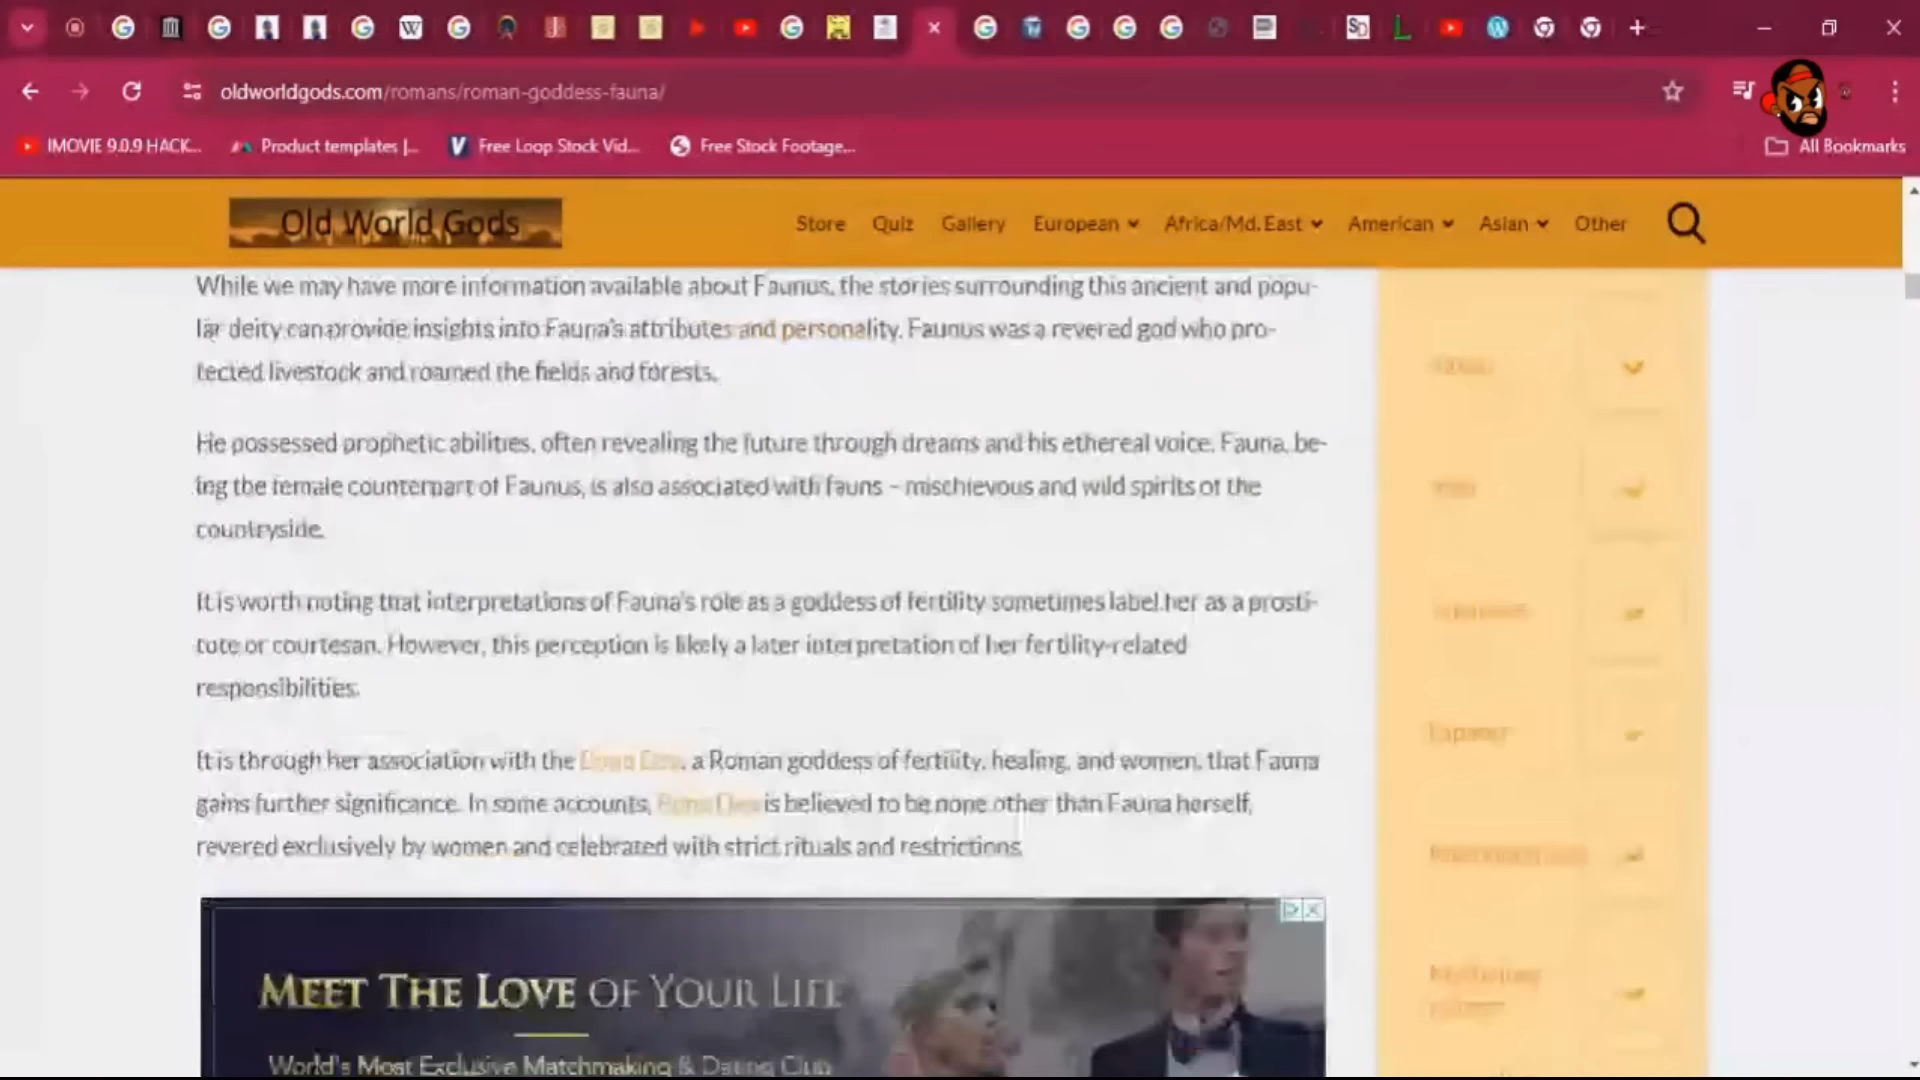 oldworldgods.com/romans/roman-goddess-fauna/
IMOVIE 9.0.9 HACK...
Product templates |...
Free Loop Stock Vid...
Free Stock Footage...
All Bookmarks
Old World Gods
Store
Quiz
Gallery
European
Africa/Md. East
American
Asian
Other
While we may have more information available about Faunus, the stories surrounding this ancient and popu-
lar deity can provide insights into Fauna's attributes and personality. Faunus was a revered god who pro-
tected livestock and roamed the fields and forests.
He possessed prophetic abilities, often revealing the future through dreams and his ethereal voice. Fauna, be-
ing the female counterpart of Faunus, is also associated with fauns – mischievous and wild spirits of the
countryside.
It is worth noting that interpretations of Fauna's role as a goddess of fertility sometimes label her as a prosti-
tute or courtesan. However, this perception is likely a later interpretation of her fertility-related
responsibilities.
It is through her association with the Bona Dea, a Roman goddess of fertility, healing, and women, that Fauna
gains further significance. In some accounts, Bona Dea is believed to be none other than Fauna herself,
revered exclusively by women and celebrated with strict rituals and restrictions.
MEET THE LOVE OF YOUR LIFE
World's Most Exclusive Matchmaking & Dating Club